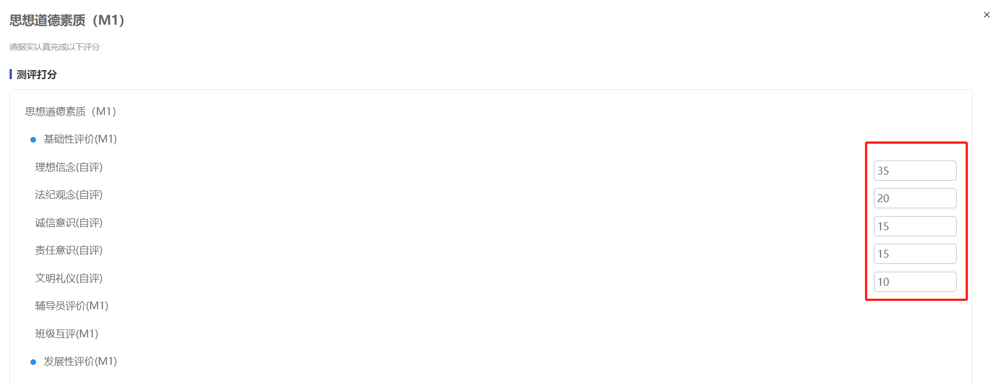 思想道德素质（M1）
请据实认真完成以下评分
测评打分
思想道德素质（M1）
基础性评价(M1)
理想信念(自评) 35
法纪观念(自评) 20
诚信意识(自评) 15
责任意识(自评) 15
文明礼仪(自评) 10
辅导员评价(M1)
班级互评(M1)
发展性评价(M1)